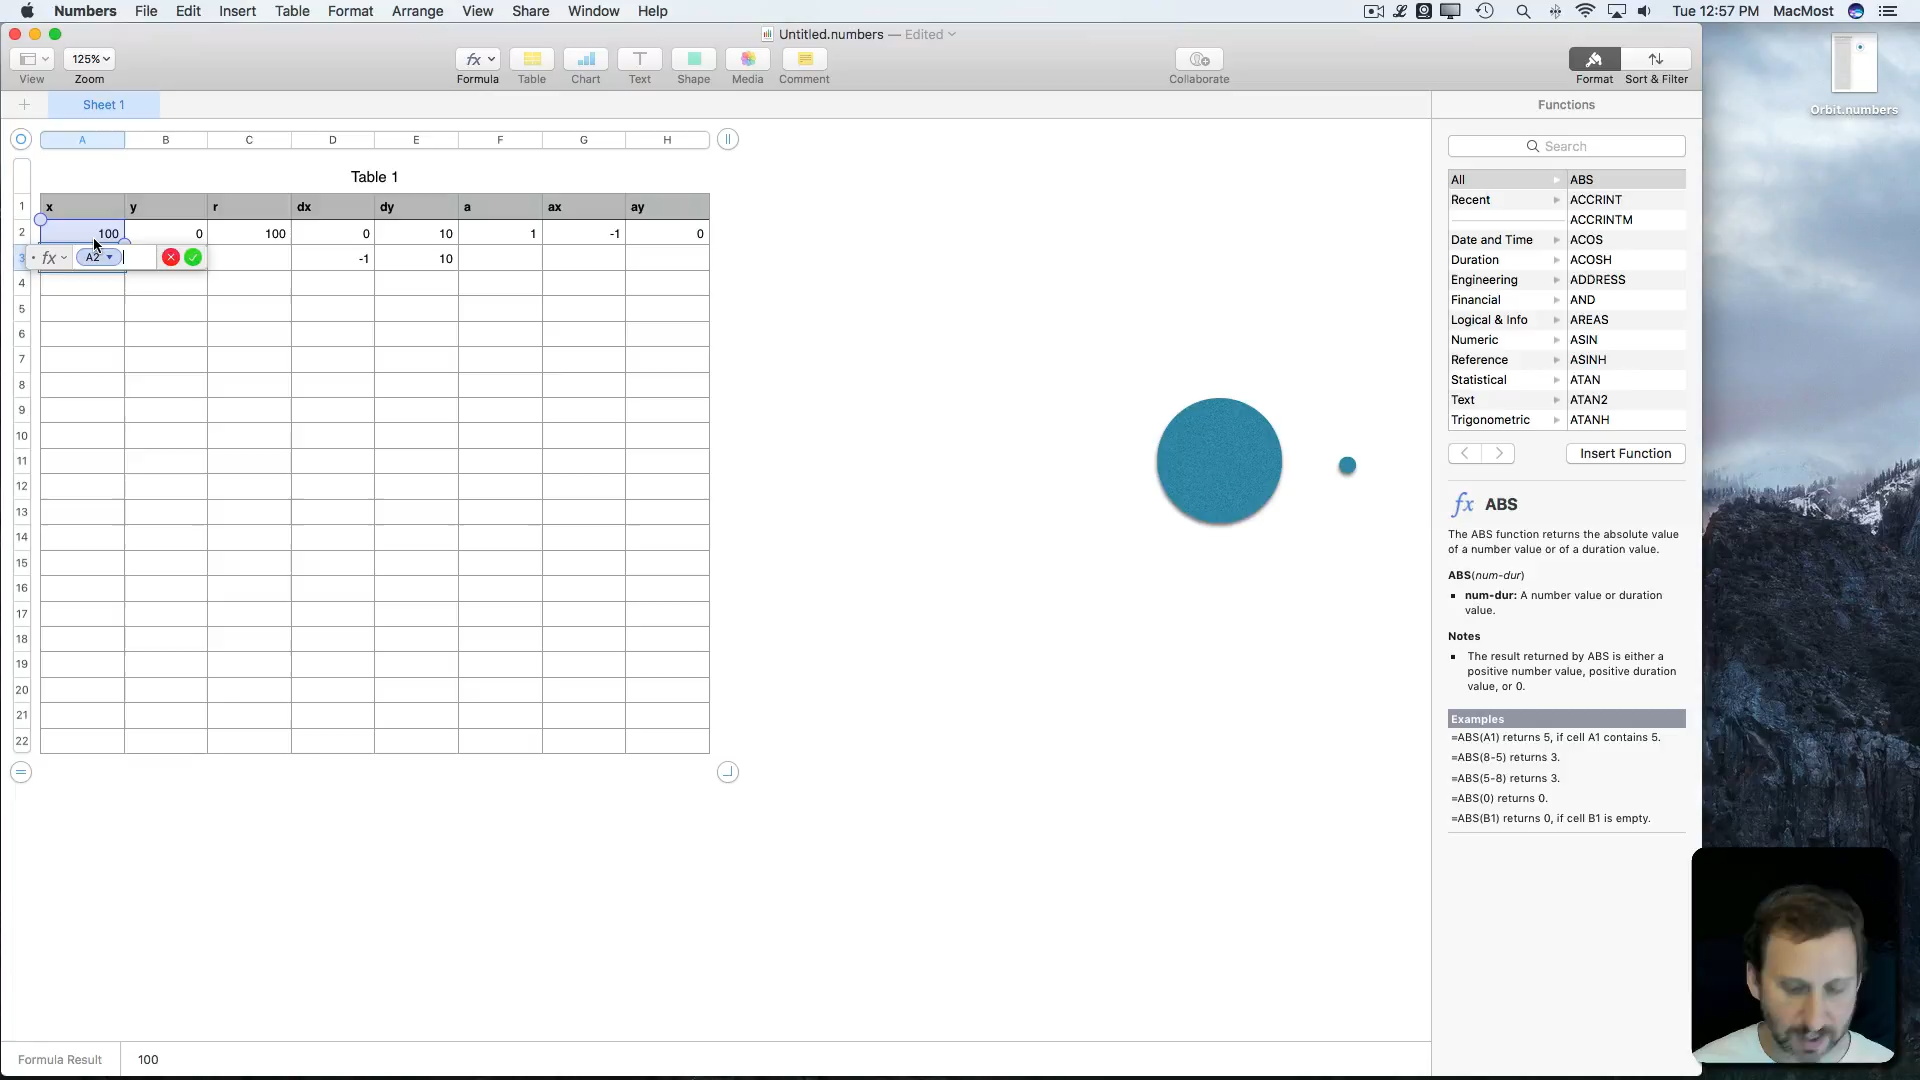 Numbers File Edit Insert Table Format Arrange View Share Window Help Tue 12:57 PM MacMost
Untitled.numbers — Edited
125%
View Zoom
Formula Table Chart Text Shape Media Comment
Collaborate
Format Sort & Filter
Sheet 1
Functions
Orbit.numbers
A B C D E F G H
Table 1
1 x y r dx dy a ax ay
2 100 0 100 0 10 1 -1 0
3 fx A2 -1 10
4
5
6
7
8
9
10
11
12
13
14
15
16
17
18
19
20
21
22
Search
All ABS
Recent ACCRINT
ACCRINTM
Date and Time ACOS
Duration ACOSH
Engineering ADDRESS
Financial AND
Logical & Info AREAS
Numeric ASIN
Reference ASINH
Statistical ATAN
Text ATAN2
Trigonometric ATANH
Insert Function
fx ABS
The ABS function returns the absolute value
of a number value or of a duration value.
ABS(num-dur)
▪ num-dur: A number value or duration
value.
Notes
▪ The result returned by ABS is either a
positive number value, positive duration
value, or 0.
Examples
=ABS(A1) returns 5, if cell A1 contains 5.
=ABS(8-5) returns 3.
=ABS(5-8) returns 3.
=ABS(0) returns 0.
=ABS(B1) returns 0, if cell B1 is empty.
Formula Result 100